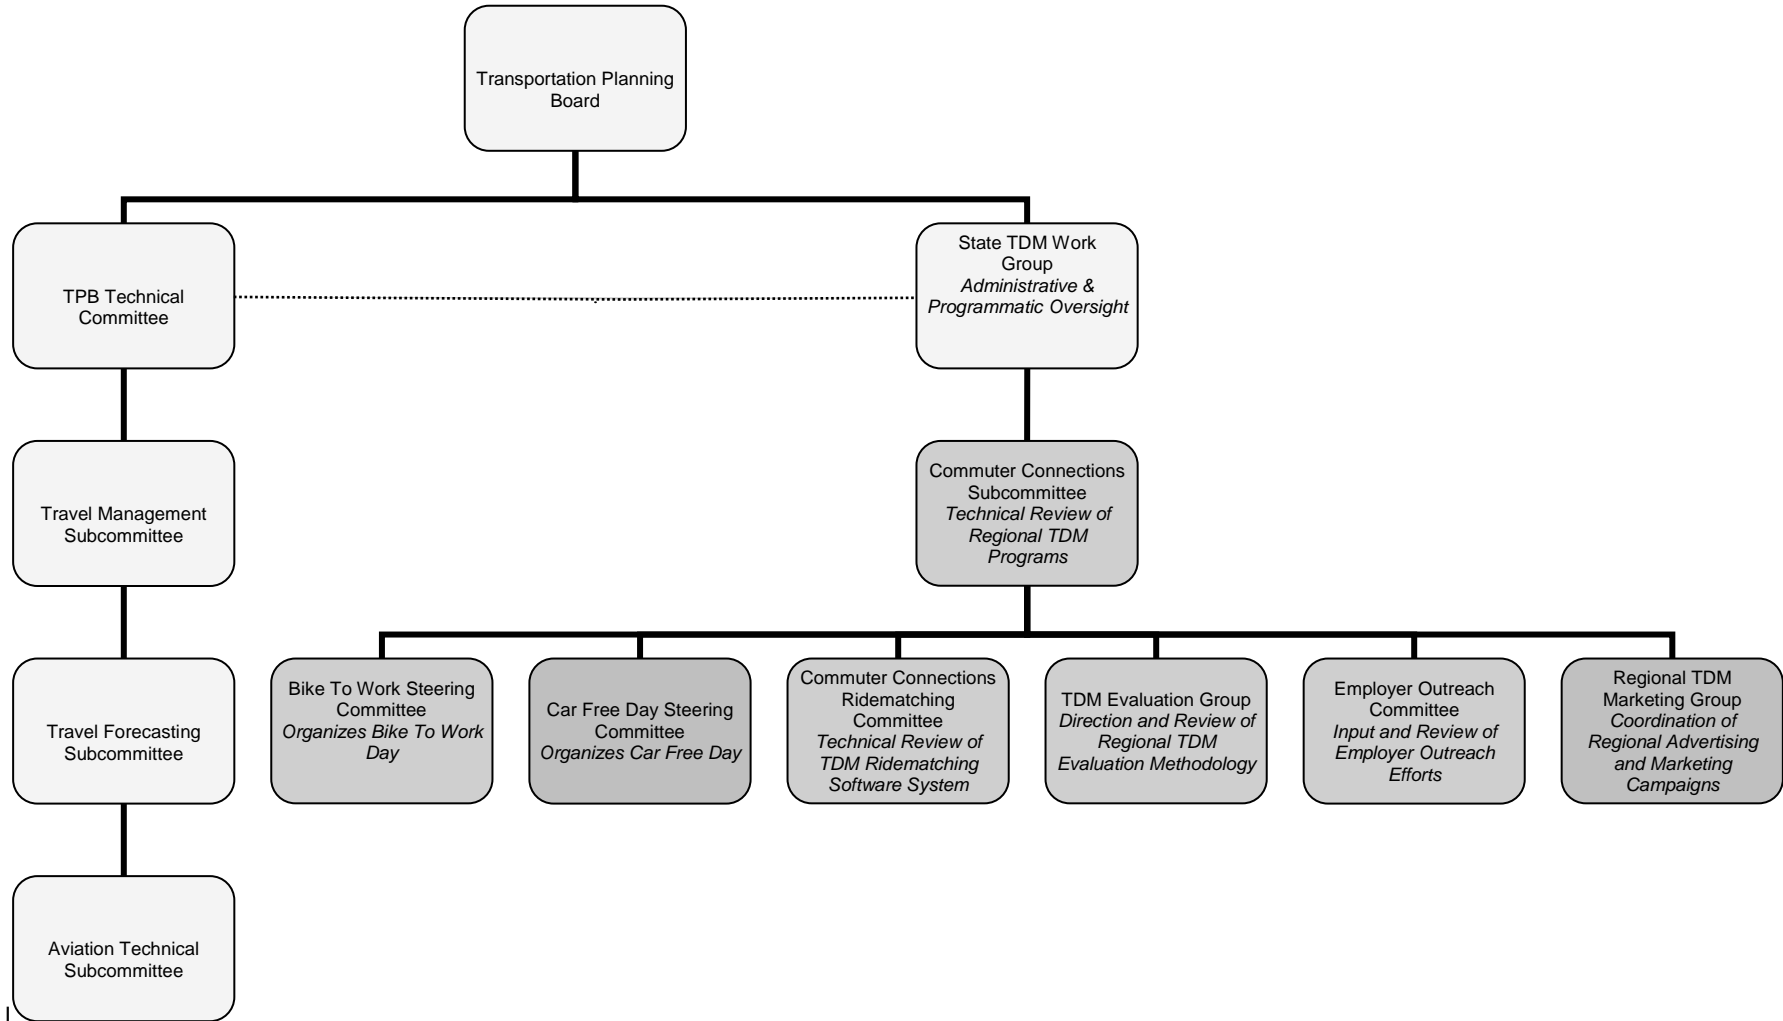 Transportation Planning
Board
TPB Technical
Committee
State TDM Work
Group
Administrative &
Programmatic Oversight
Travel Management
Subcommittee
Commuter Connections
Subcommittee
Technical Review of
Regional TDM
Programs
Travel Forecasting
Subcommittee
Bike To Work Steering
Committee
Organizes Bike To Work
Day
Car Free Day Steering
Committee
Organizes Car Free Day
Commuter Connections
Ridematching
Committee
Technical Review of
TDM Ridematching
Software System
TDM Evaluation Group
Direction and Review of
Regional TDM
Evaluation Methodology
Employer Outreach
Committee
Input and Review of
Employer Outreach
Efforts
Regional TDM
Marketing Group
Coordination of
Regional Advertising
and Marketing
Campaigns
Aviation Technical
Subcommittee